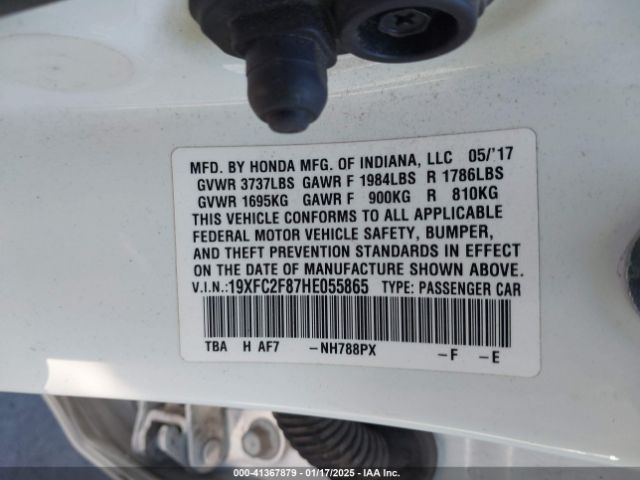 MFD. BY HONDA MFG. OF INDIANA, LLC 05/'17
GVWR 3737LBS GAWR F 1984LBS R 1786LBS
GVWR 1695KG GAWR F 900KG R 810KG
THIS VEHICLE CONFORMS TO ALL APPLICABLE
FEDERAL MOTOR VEHICLE SAFETY, BUMPER,
AND THEFT PREVENTION STANDARDS IN EFFECT
ON THE DATE OF MANUFACTURE SHOWN ABOVE.
V.I.N.:19XFC2F87HE055865 TYPE: PASSENGER CAR
TBA H AF7 -NH788PX -F -E
000-41367879 - 01/17/2025 - IAA Inc.